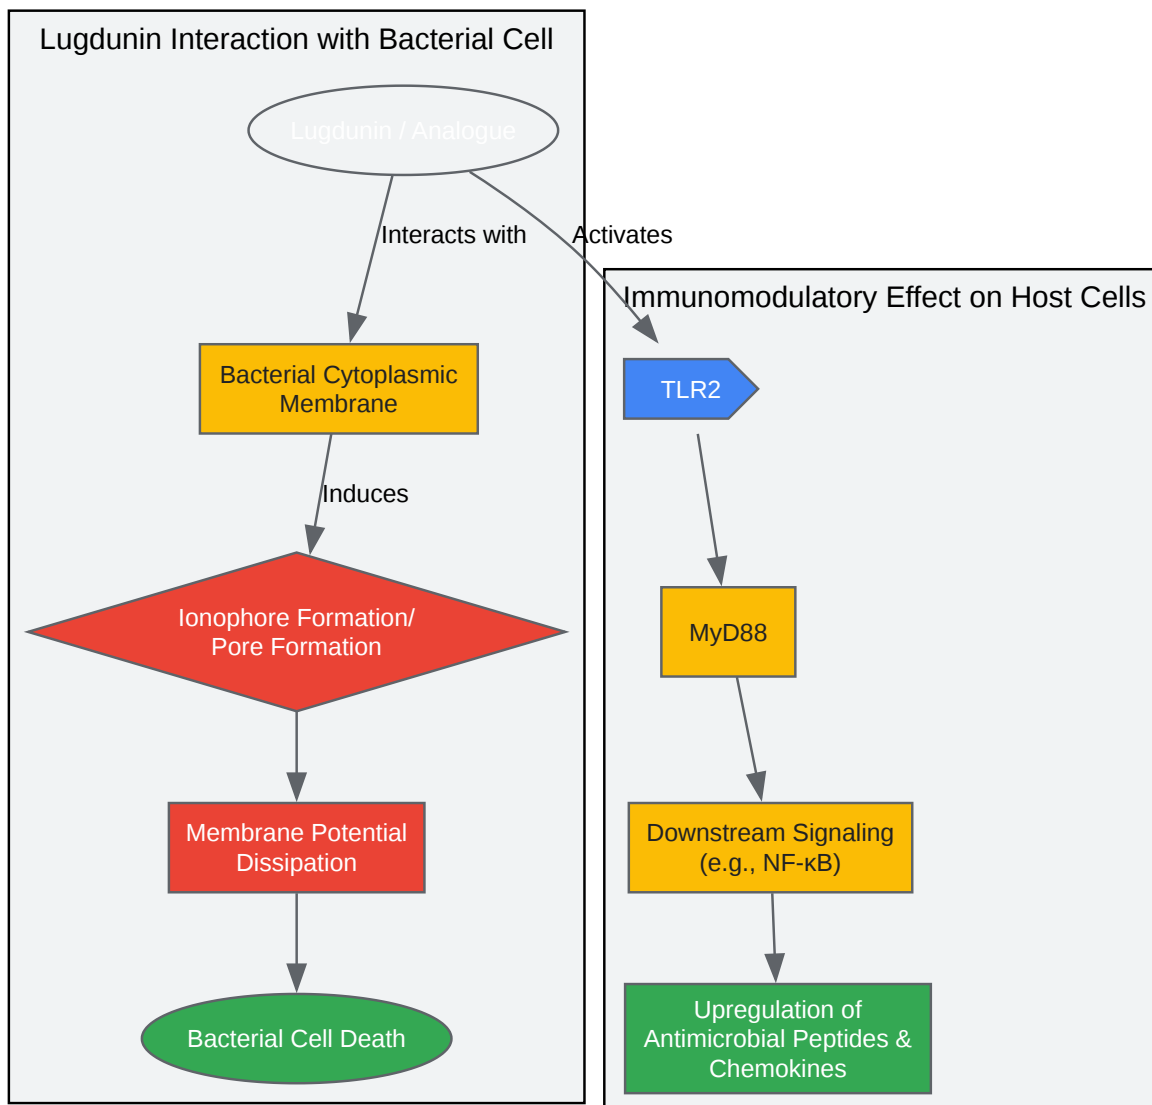 Lugdunin Interaction with Bacterial Cell
Lugdunin / Analogue
Interacts with
Activates
Bacterial Cytoplasmic
Membrane
Induces
Ionophore Formation/
Pore Formation
Membrane Potential
Dissipation
Bacterial Cell Death
Immunomodulatory Effect on Host Cells
TLR2
MyD88
Downstream Signaling
(e.g., NF-κB)
Upregulation of
Antimicrobial Peptides &
Chemokines